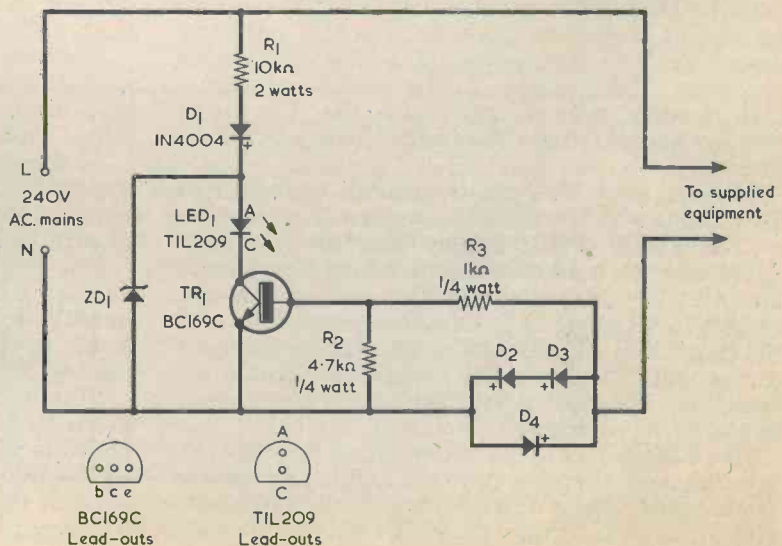 R1
10kΩ
2 watts
D1
1N4004
+
L
240V
A.C. mains
N
To supplied
equipment
LED1
TIL209
A
C
ZD1
TR1
BC169C
R3
1kΩ
1/4 watt
R2
4·7kΩ
1/4 watt
D2
D3
+
+
D4
+
b c e
BC169C
Lead-outs
A
C
TIL209
Lead-outs